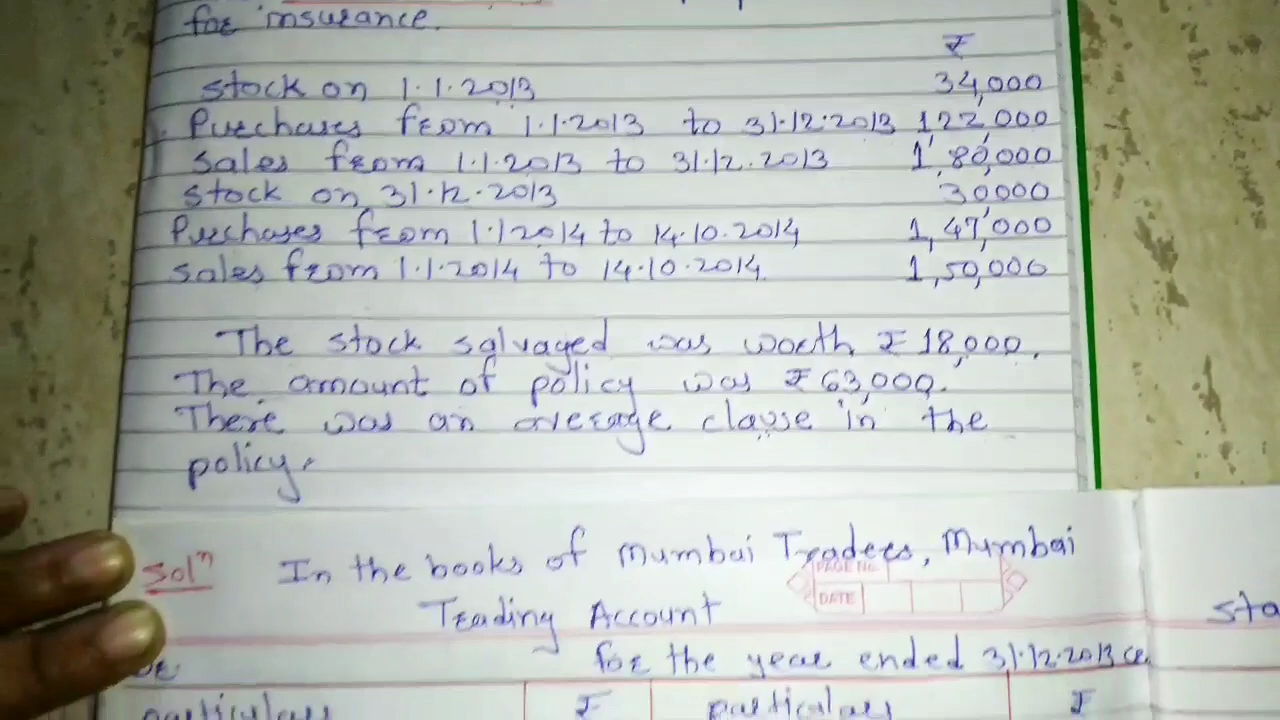 for insurance.
₹
Stock on 1.1.2013 34,000
Purchases from 1.1.2013 to 31.12.2013 122,000
Sales from 1.1.2013 to 31.12.2013 1,80,000
Stock on 31.12.2013 30,000
Purchases from 1.1.2014 to 14.10.2014 1,47,000
Sales from 1.1.2014 to 14.10.2014 1,50,000
The stock salvaged was worth ₹ 18,000.
The amount of policy was ₹ 63,000.
There was an average clause in the
policy.
Solⁿ In the books of Mumbai Traders, Mumbai
PAGE No.
DATE
Trading Account
Sta
for the year ended 31.12.2013 Cr.
particulars ₹ particulars ₹